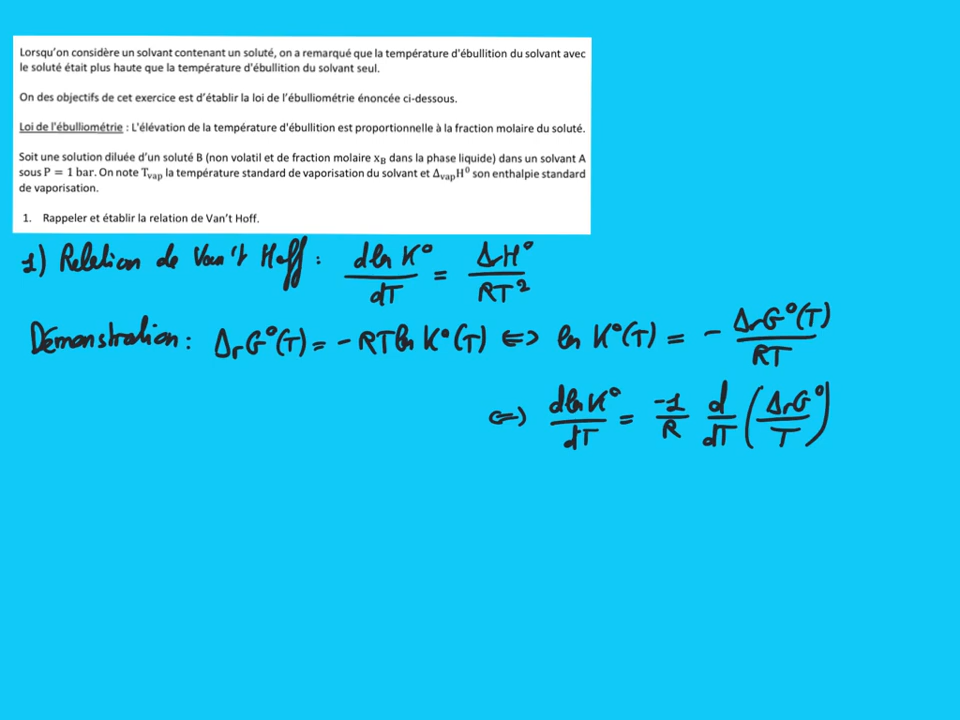 Lorsqu'on considère un solvant contenant un soluté, on a remarqué que la température d'ébullition du solvant avec
le soluté était plus haute que la température d'ébullition du solvant seul.
On des objectifs de cet exercice est d'établir la loi de l'ébulliométrie énoncée ci-dessous.
Loi de l'ébulliométrie : L'élévation de la température d'ébullition est proportionnelle à la fraction molaire du soluté.
Soit une solution diluée d'un soluté B (non volatil et de fraction molaire x_B dans la phase liquide) dans un solvant A
sous P = 1 bar. On note T_vap la température standard de vaporisation du solvant et Δ_vapH⁰ son enthalpie standard
de vaporisation.
1. Rappeler et établir la relation de Van't Hoff.
1) Relation de Van't Hoff : dln K°/dT = ΔrH°/RT²
Démonstration : ΔrG°(T) = - RT ln K°(T) <=> ln K°(T) = - ΔrG°(T)/RT
<=> dln K°/dT = -1/R d/dT (ΔrG°/T)